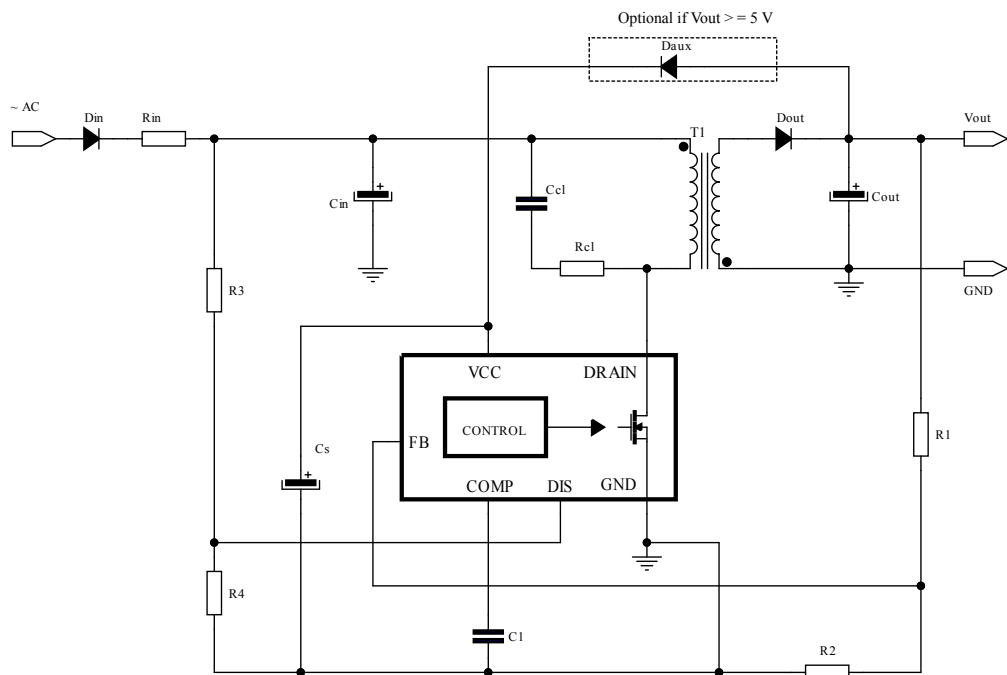 Optional if Vout > = 5 V
Daux
~ AC
Din
Rin
T1
Dout
Vout
Cin
+
Ccl
+
Cout
Rcl
GND
R3
VCC
DRAIN
CONTROL
FB
R1
Cs
+
COMP
DIS
GND
R4
C1
R2